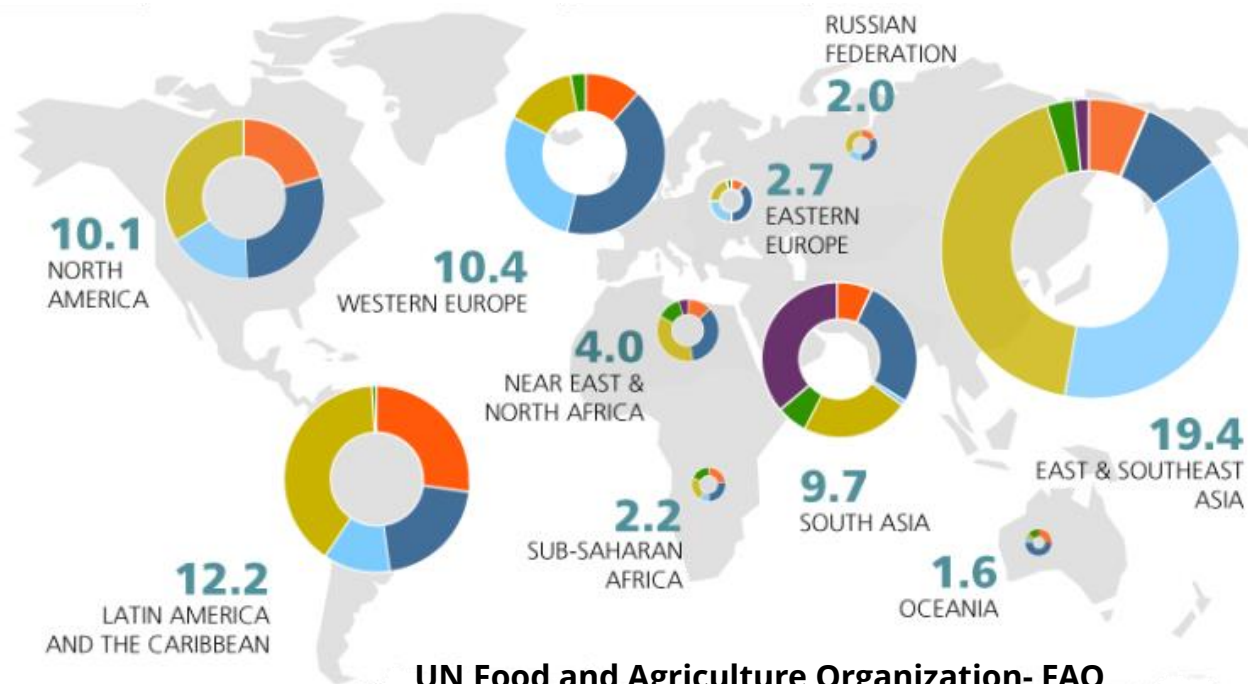 RUSSIAN
FEDERATION
2.0
10.1
NORTH
AMERICA
10.4
WESTERN EUROPE
2.7
EASTERN
EUROPE
4.0
NEAR EAST &
NORTH AFRICA
19.4
EAST & SOUTHEAST
ASIA
9.7
SOUTH ASIA
2.2
SUB-SAHARAN
AFRICA
1.6
OCEANIA
12.2
LATIN AMERICA
AND THE CARIBBEAN
UN Food and Agriculture Organization- FAO